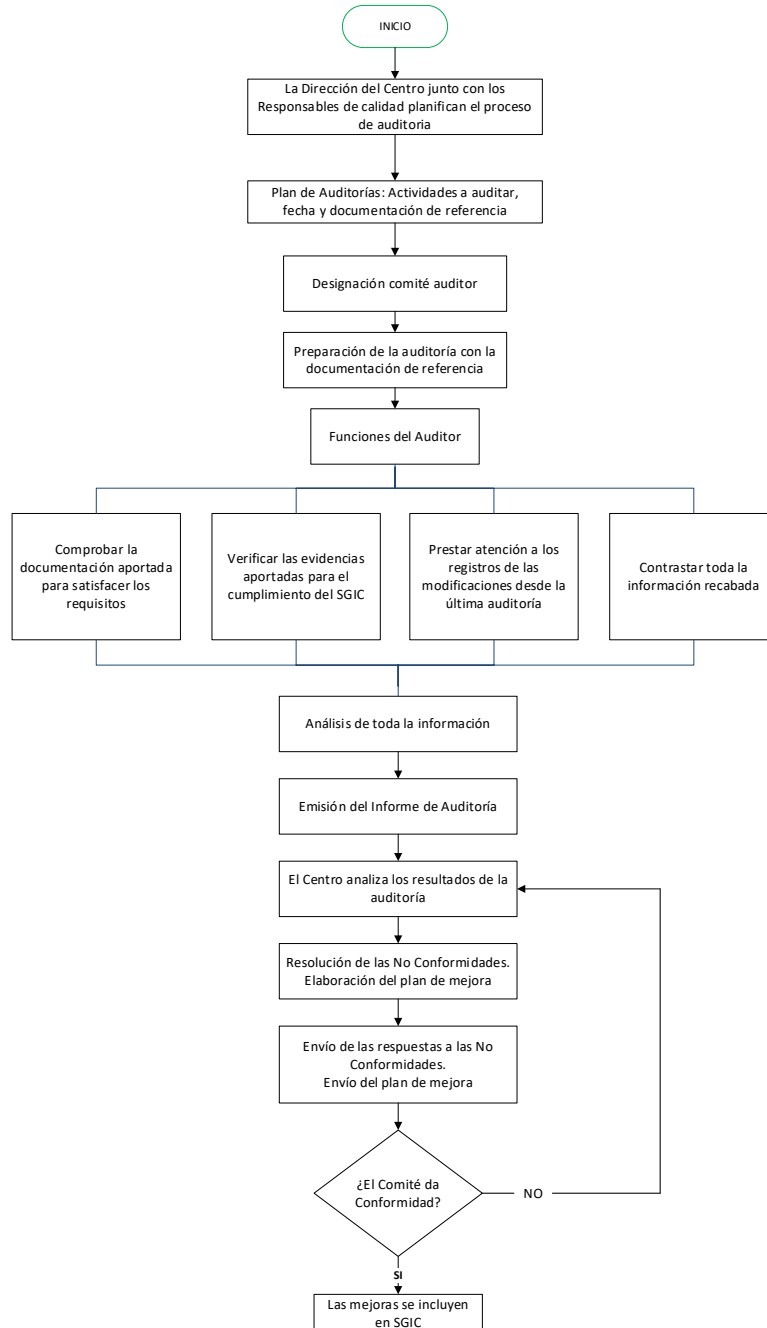 INICIO
La Dirección del Centro junto con los
Responsables de calidad planifican el proceso
de auditoria
Plan de Auditorías: Actividades a auditar,
fecha y documentación de referencia
Designación comité auditor
Preparación de la auditoría con la
documentación de referencia
Funciones del Auditor
Comprobar la
documentación aportada
para satisfacer los
requisitos
Verificar las evidencias
aportadas para el
cumplimiento del SGIC
Prestar atención a los
registros de las
modificaciones desde la
última auditoría
Contrastar toda la
información recabada
Análisis de toda la información
Emisión del Informe de Auditoría
El Centro analiza los resultados de la
auditoría
Resolución de las No Conformidades.
Elaboración del plan de mejora
Envío de las respuestas a las No
Conformidades.
Envío del plan de mejora
¿El Comité da
Conformidad?
NO
SI
Las mejoras se incluyen
en SGIC